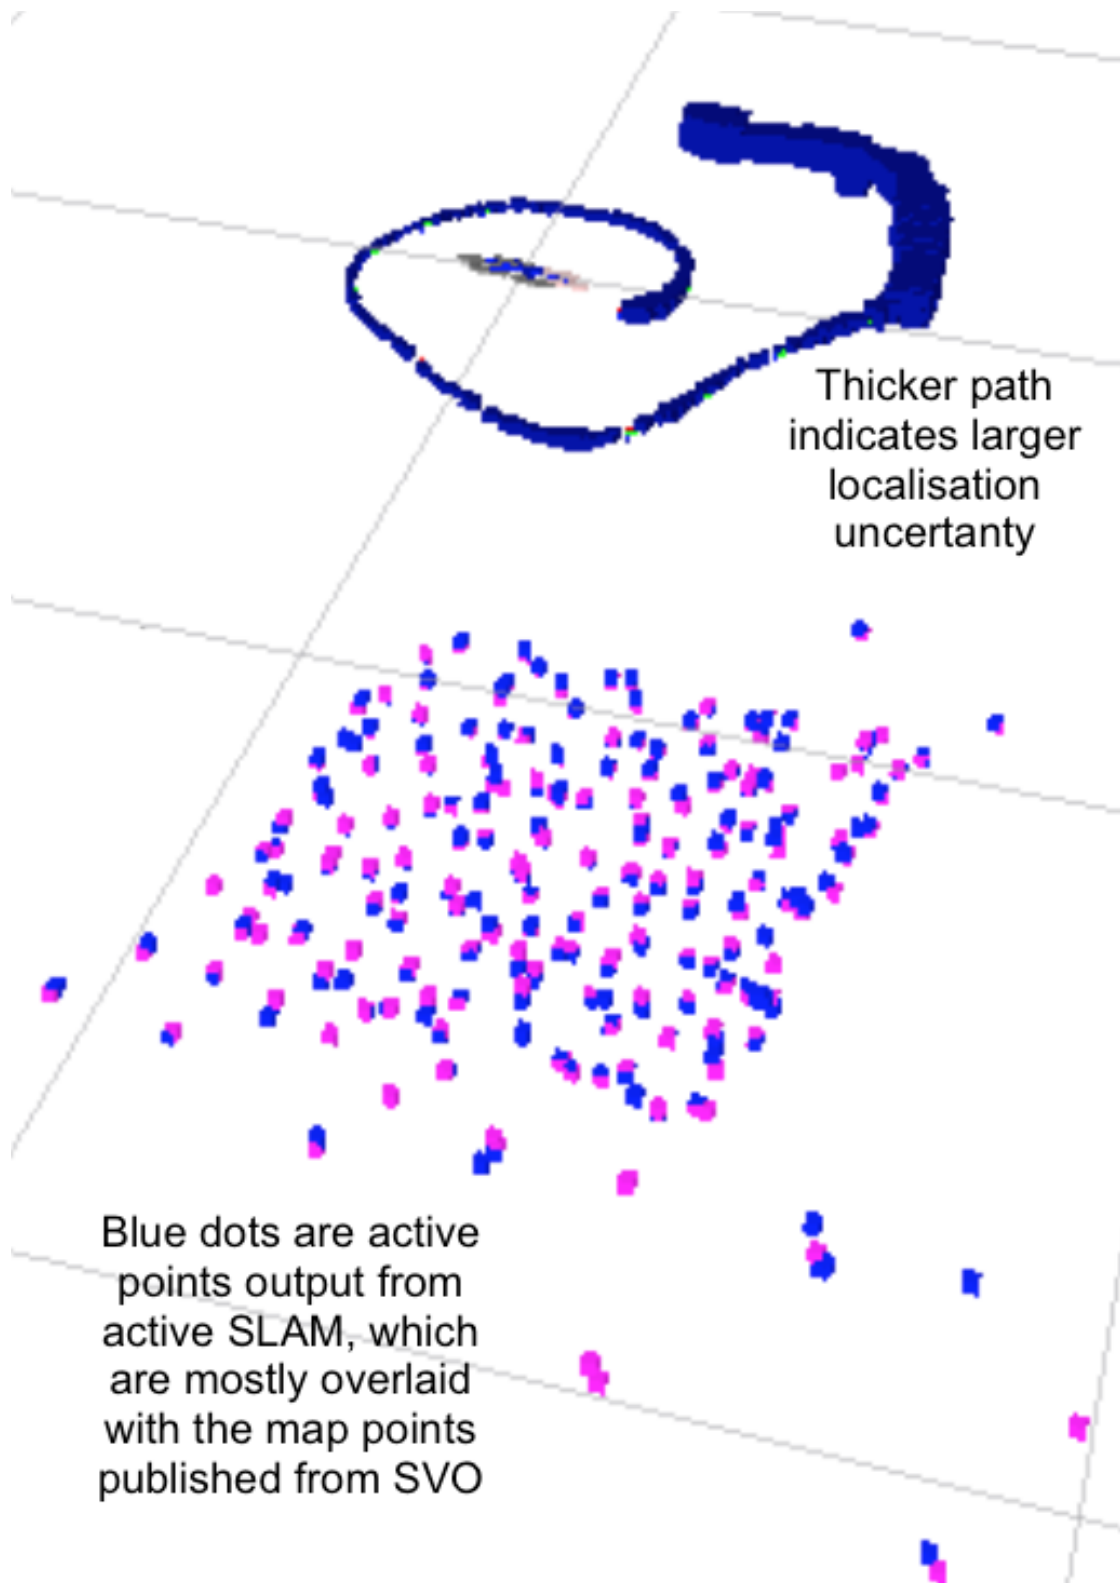 Thicker path
indicates larger
localisation
uncertanty
Blue dots are active
points output from
active SLAM, which
are mostly overlaid
with the map points
published from SVO